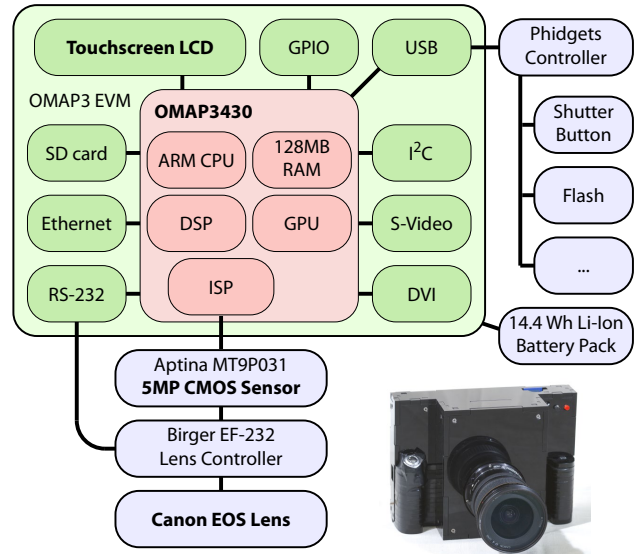 Touchscreen LCD
GPIO
USB
Phidgets
Controller
OMAP3 EVM
OMAP3430
Shutter
Button
SD card
ARM CPU
128MB
RAM
I²C
Flash
Ethernet
DSP
GPU
S-Video
...
RS-232
ISP
DVI
14.4 Wh Li-Ion
Battery Pack
Aptina MT9P031
5MP CMOS Sensor
Birger EF-232
Lens Controller
Canon EOS Lens